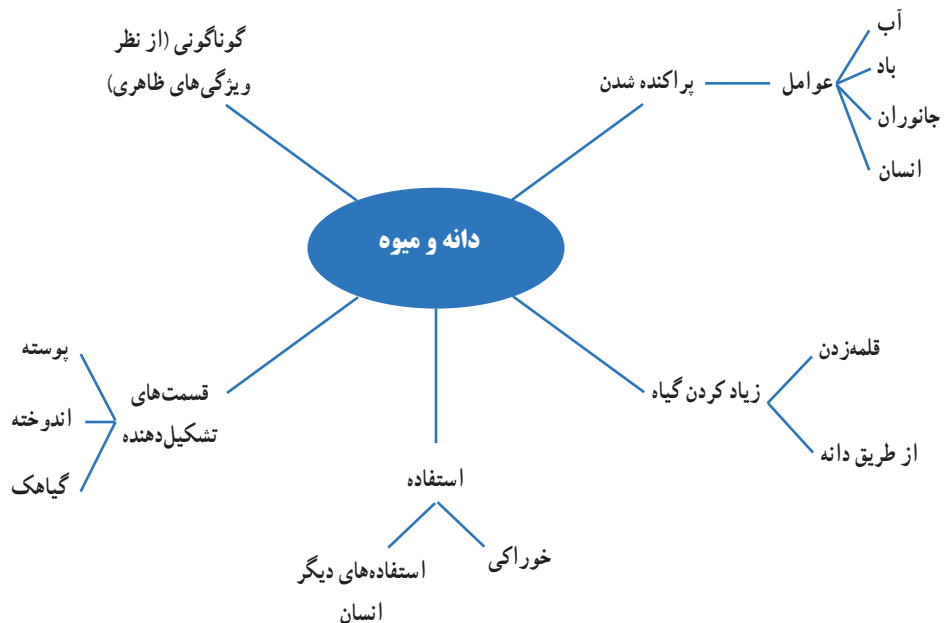 دانه و میوه
پراکنده شدن
عوامل
آب
باد
جانوران
انسان
گوناگونی (از نظر
ویژگی‌های ظاهری)
زیاد کردن گیاه
قلمه‌زدن
از طریق دانه
قسمت‌های
تشکیل‌دهنده
پوسته
اندوخته
گیاهک
استفاده
خوراکی
استفاده‌های دیگر
انسان